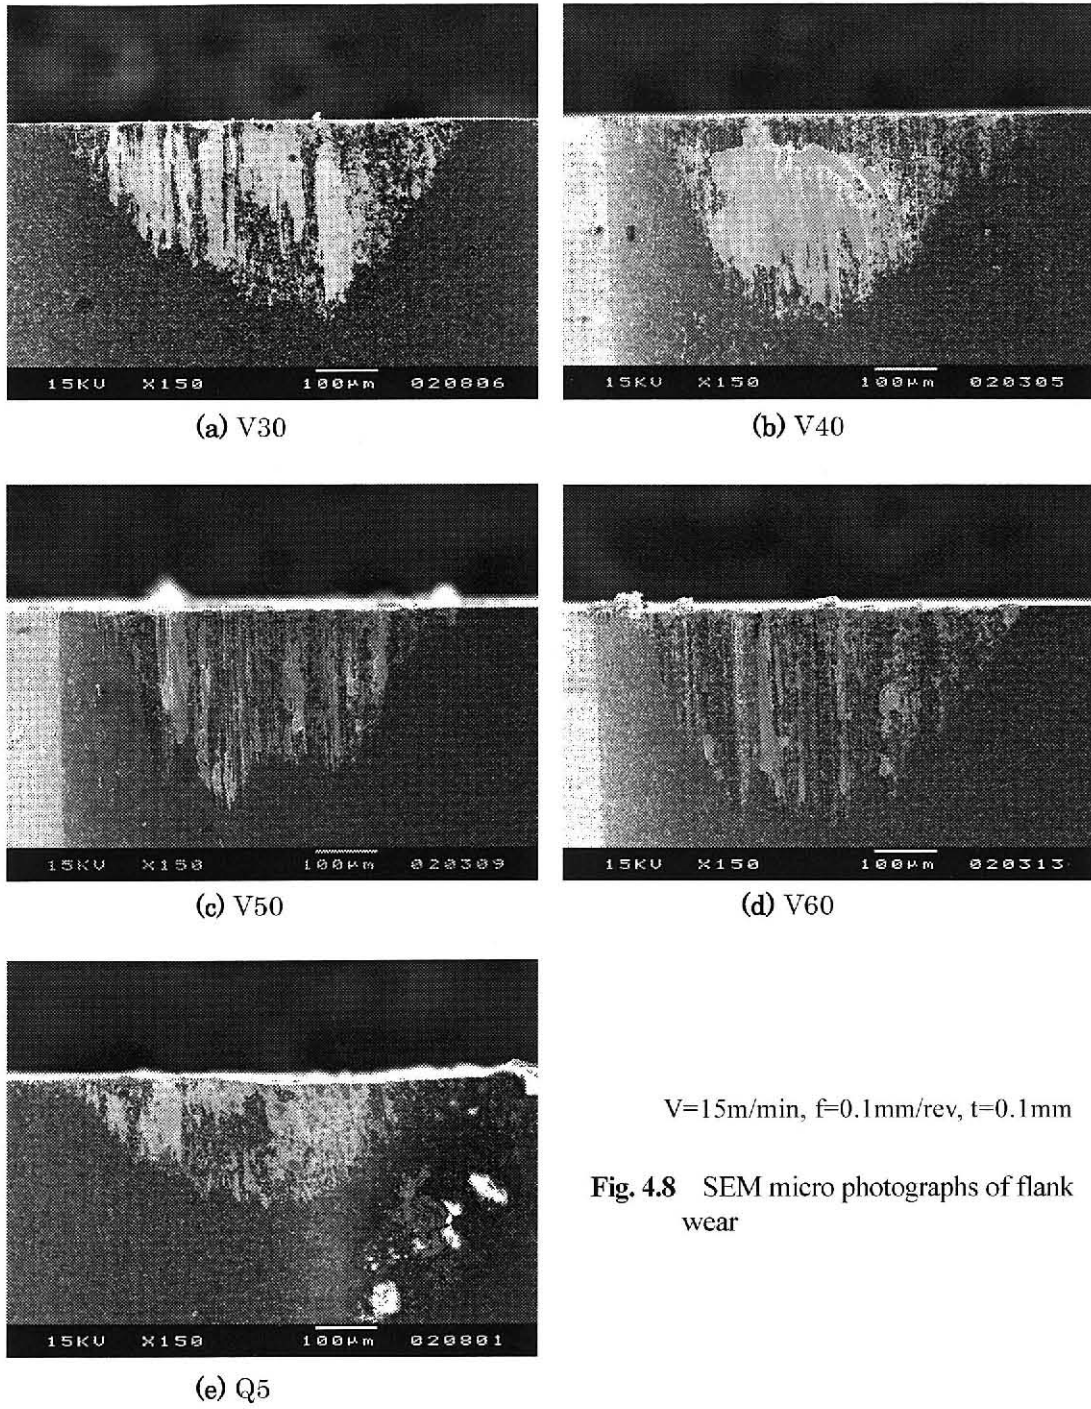 15KV X150 100μm 020806
(a) V30
15KV X150 100μm 020305
(b) V40
15KV X150 100μm 020309
(c) V50
15KV X150 100μm 020313
(d) V60
15KV X150 100μm 020801
(e) Q5
V=15m/min, f=0.1mm/rev, t=0.1mm
Fig. 4.8 SEM micro photographs of flank
wear